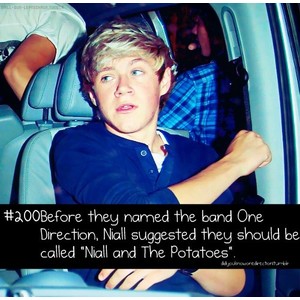 #200Before they named the band One
Direction, Niall suggested they should be
called "Niall and The Potatoes".